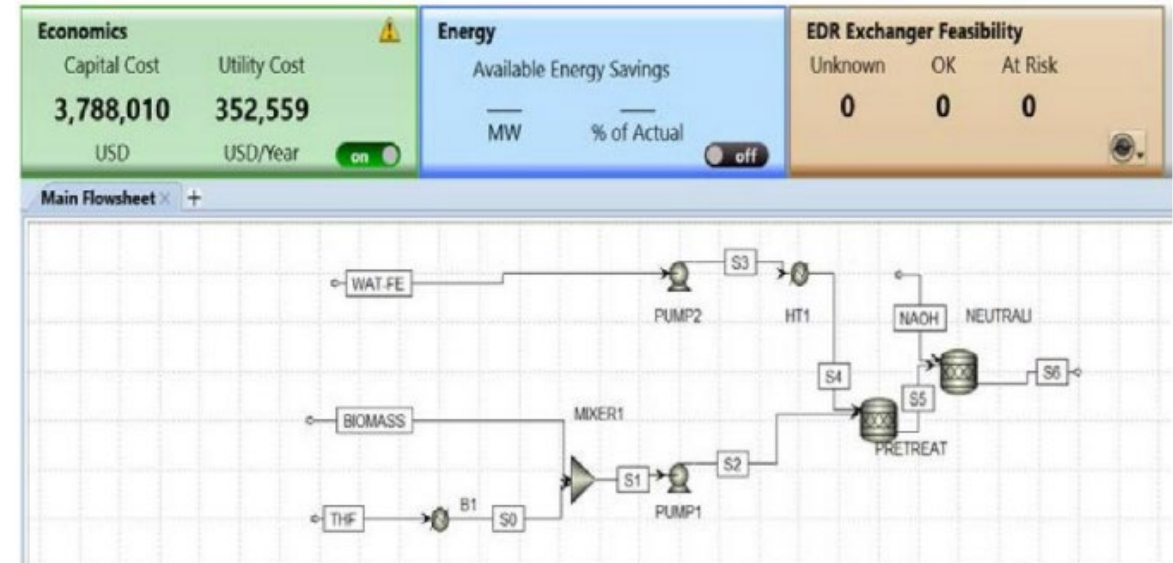 Economics
Capital Cost Utility Cost
3,788,010 352,559
USD USD/Year on
Energy
Available Energy Savings
MW % of Actual
off
EDR Exchanger Feasibility
Unknown OK At Risk
0 0 0
Main Flowsheet × +
WAT-FE
PUMP2
S3
HT1
NAOH
NEUTRALI
S4
S5
S6
BIOMASS
MIXER1
PRETREAT
S1
S2
PUMP1
THF
B1
S0